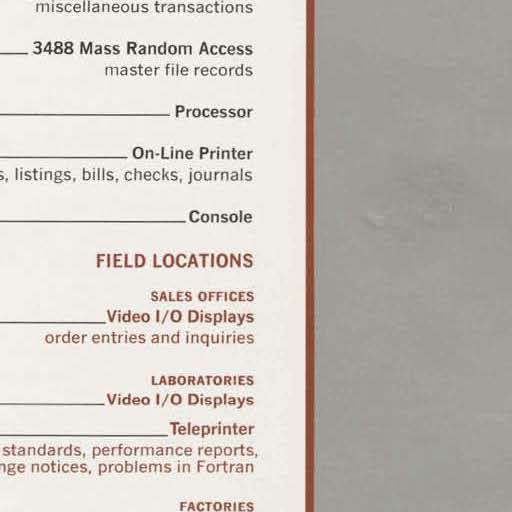 miscellaneous transactions
3488 Mass Random Access
master file records
Processor
On-Line Printer
listings, bills, checks, journals
Console
FIELD LOCATIONS
SALES OFFICES
Video I/O Displays
order entries and inquiries
LABORATORIES
Video I/O Displays
Teleprinter
standards, performance reports,
notices, problems in Fortran
FACTORIES